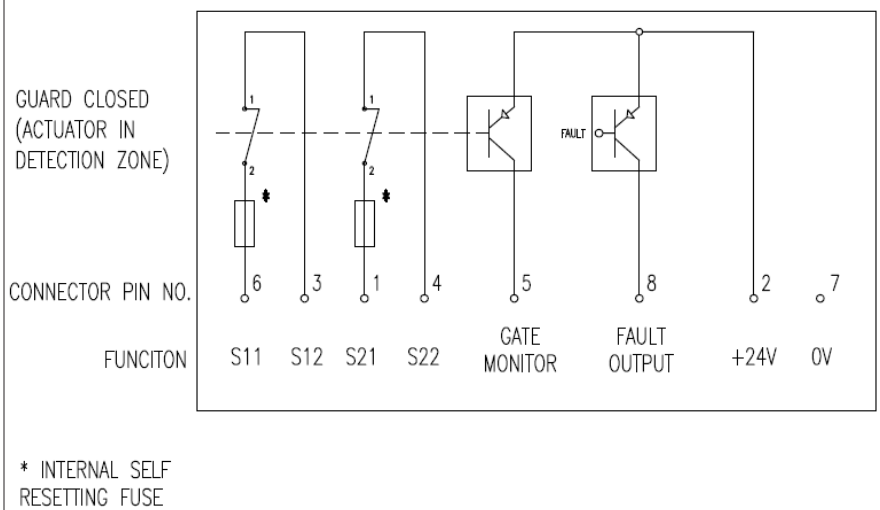 GUARD CLOSED
(ACTUATOR IN
DETECTION ZONE)
1
2
*
1
2
*
FAULT
CONNECTOR PIN NO.
6 3 1 4 5 8 2 7
FUNCITON
S11 S12 S21 S22
GATE
MONITOR
FAULT
OUTPUT
+24V 0V
* INTERNAL SELF
RESETTING FUSE